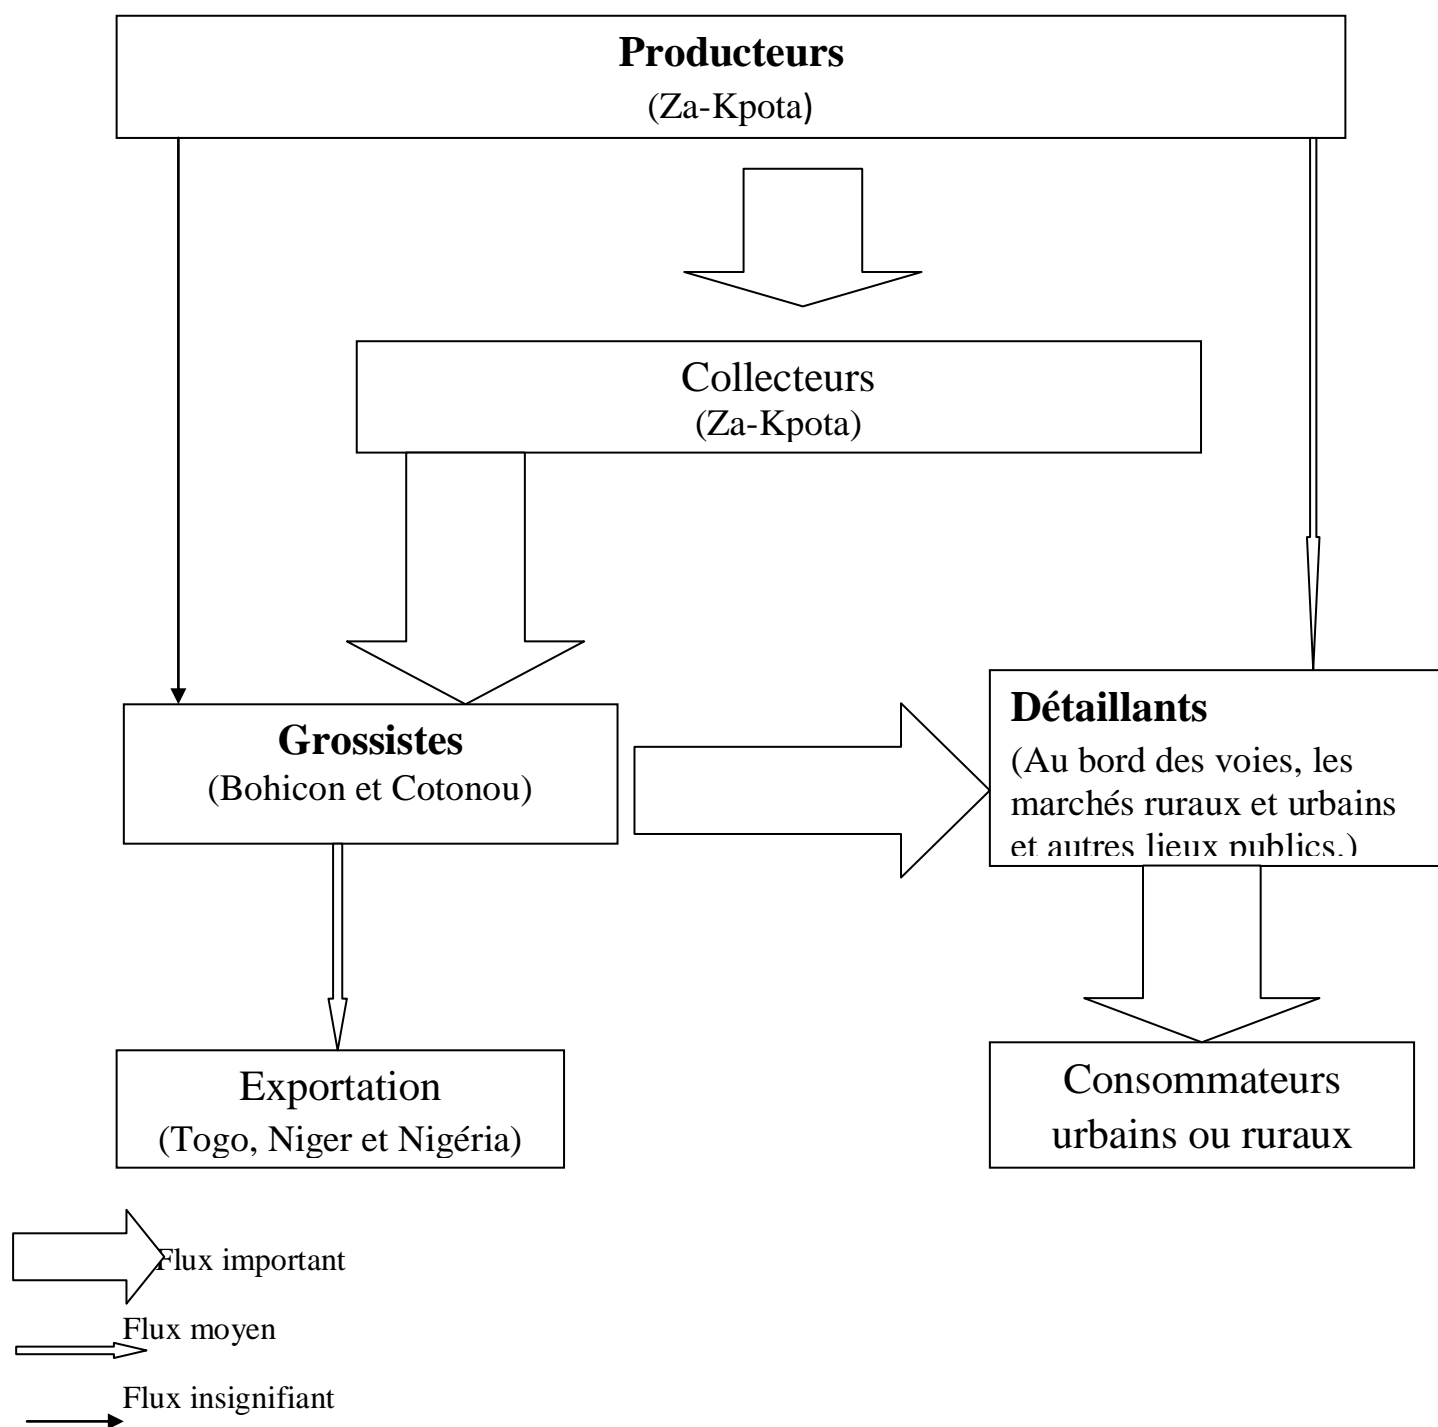 Producteurs
(Za-Kpota)
Collecteurs
(Za-Kpota)
Grossistes
(Bohicon et Cotonou)
Détaillants
(Au bord des voies, les
marchés ruraux et urbains
et autres lieux publics.)
Exportation
(Togo, Niger et Nigéria)
Consommateurs
urbains ou ruraux
Flux important
Flux moyen
Flux insignifiant